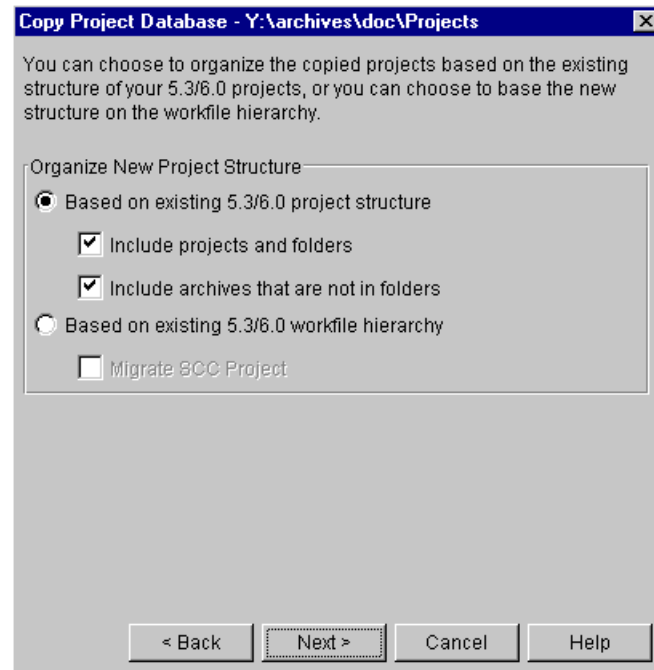 Copy Project Database - Y:\archives\doc\Projects
You can choose to organize the copied projects based on the existing
structure of your 5.3/6.0 projects, or you can choose to base the new
structure on the workfile hierarchy.
Organize New Project Structure
Based on existing 5.3/6.0 project structure
Include projects and folders
Include archives that are not in folders
Based on existing 5.3/6.0 workfile hierarchy
Migrate SCC Project
< Back Next > Cancel Help